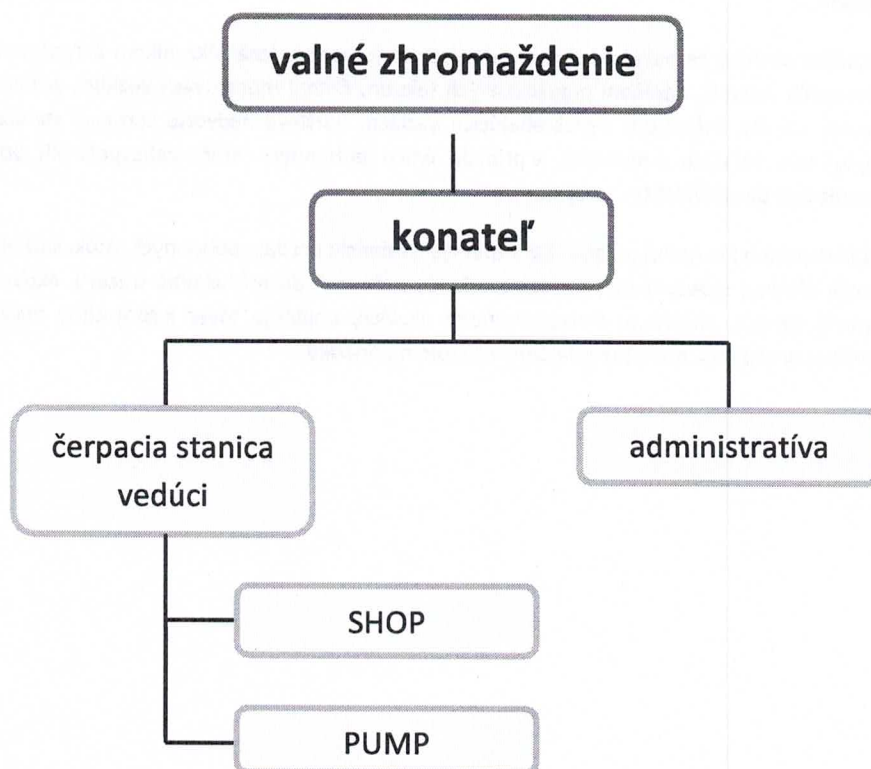 valné zhromaždenie
konateľ
čerpacia stanica
vedúci
administratíva
SHOP
PUMP